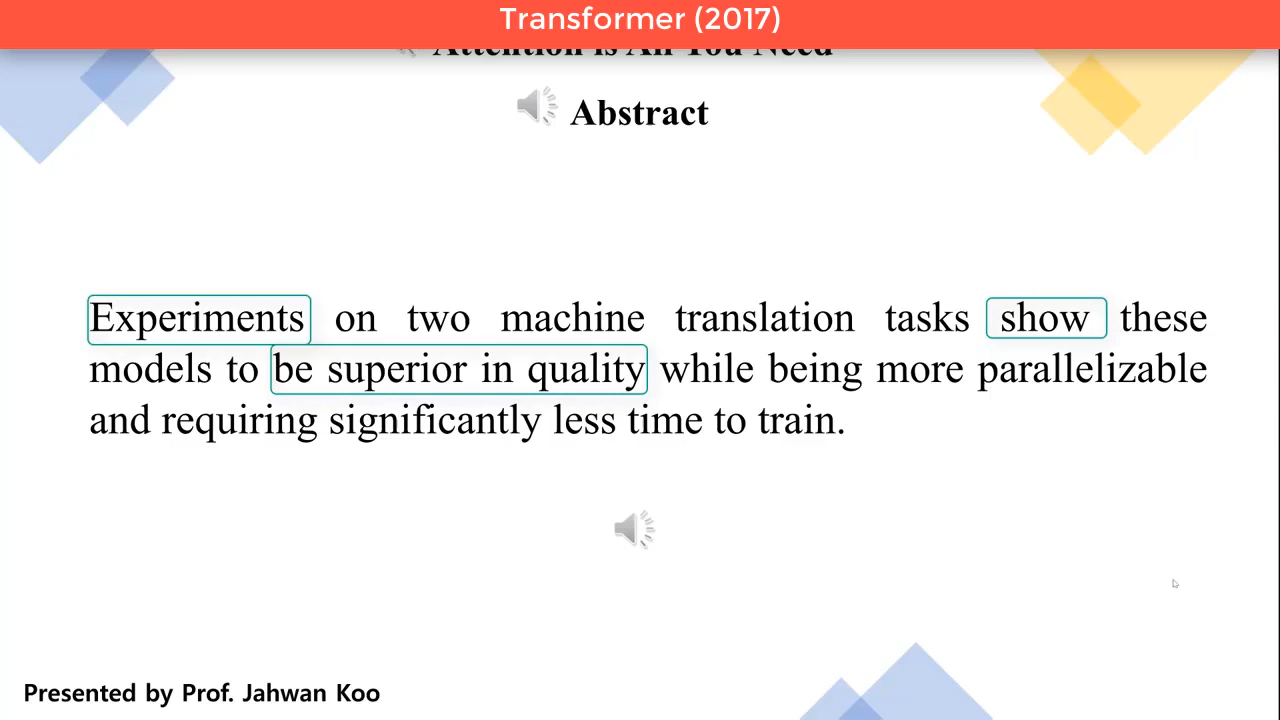 Transformer (2017)
Attention is All You Need
Abstract
Experiments on two machine translation tasks show these
models to be superior in quality while being more parallelizable
and requiring significantly less time to train.
Presented by Prof. Jahwan Koo